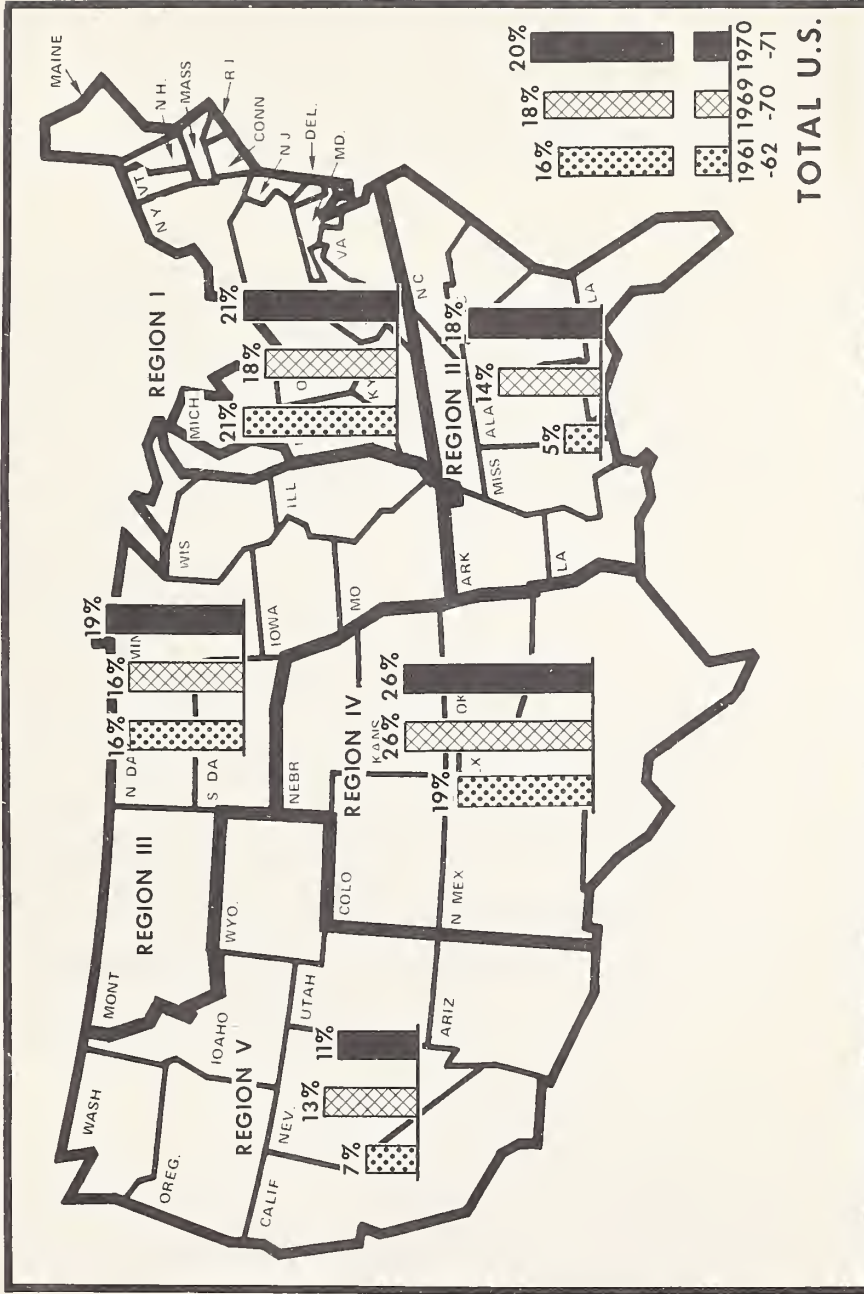 MAINE
VT
N H.
MASS
R I
CONN
N Y
N J
DEL.
MD.
VA
REGION I
MICH
O
KY
21%
18%
21%
N C
REGION II
ALA
MISS
LA
5%
14%
18%
WIS
ILL
IOWA
MO
ARK
LA
MIN
N DA
S DA
16%
16%
19%
REGION III
MONT
NEBR
REGION IV
KANS
OK
X
COLO
N MEX
19%
26%
26%
WYO.
WASH
OREG.
IDAHO
REGION V
NEV.
UTAH
CALIF
ARIZ
7%
13%
11%
16%
18%
20%
1961 1969 1970
-62 -70 -71
TOTAL U.S.